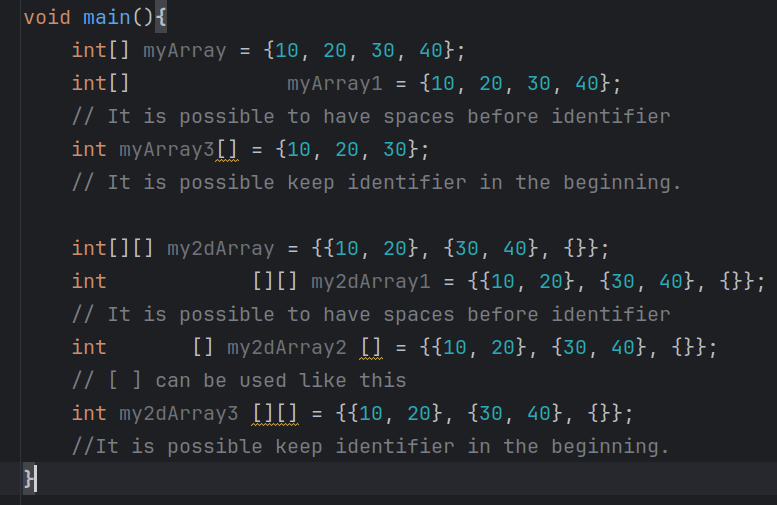 void main(){
    int[] myArray = {10, 20, 30, 40};
    int[]             myArray1 = {10, 20, 30, 40};
    // It is possible to have spaces before identifier
    int myArray3[] = {10, 20, 30};
    // It is possible keep identifier in the beginning.

    int[][] my2dArray = {{10, 20}, {30, 40}, {}};
    int            [][] my2dArray1 = {{10, 20}, {30, 40}, {}};
    // It is possible to have spaces before identifier
    int       [] my2dArray2 [] = {{10, 20}, {30, 40}, {}};
    // [ ] can be used like this
    int my2dArray3 [][] = {{10, 20}, {30, 40}, {}};
    //It is possible keep identifier in the beginning.
}